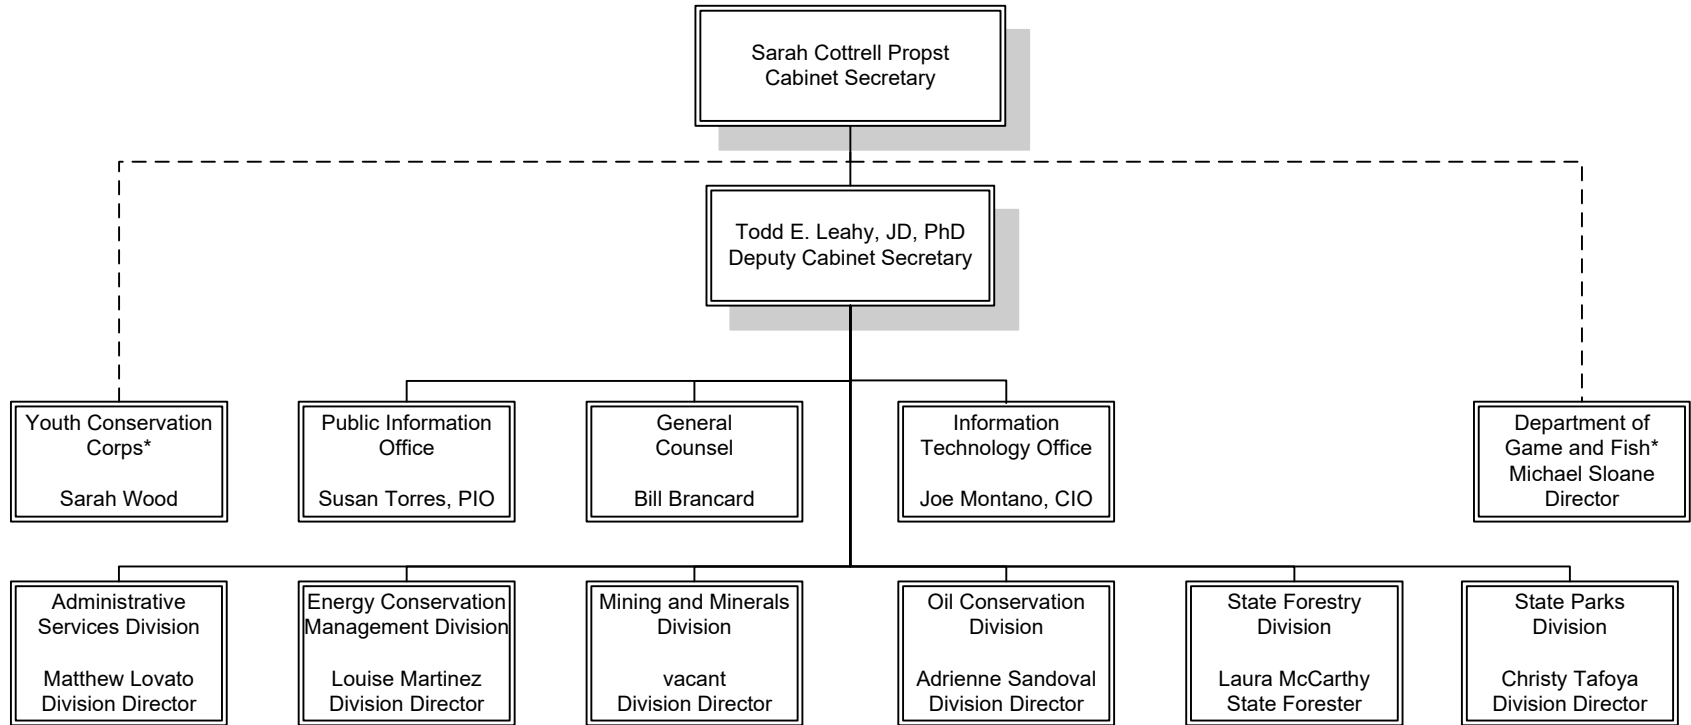 Sarah Cottrell Propst
Cabinet Secretary
Todd E. Leahy, JD, PhD
Deputy Cabinet Secretary
Youth Conservation
Corps*
Sarah Wood
Public Information
Office
Susan Torres, PIO
General
Counsel
Bill Brancard
Information
Technology Office
Joe Montano, CIO
Department of
Game and Fish*
Michael Sloane
Director
Administrative
Services Division
Matthew Lovato
Division Director
Energy Conservation
Management Division
Louise Martinez
Division Director
Mining and Minerals
Division
vacant
Division Director
Oil Conservation
Division
Adrienne Sandoval
Division Director
State Forestry
Division
Laura McCarthy
State Forester
State Parks
Division
Christy Tafoya
Division Director